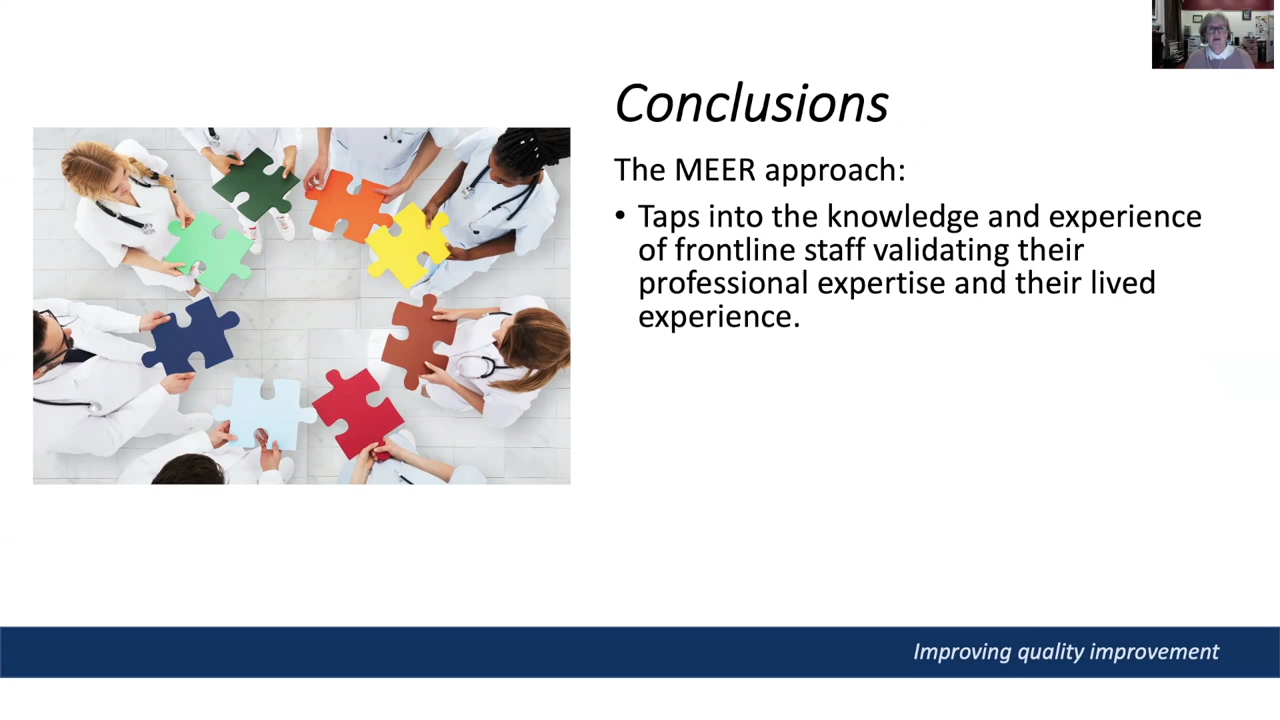 Conclusions
The MEER approach:
• Taps into the knowledge and experience
of frontline staff validating their
professional expertise and their lived
experience.
Improving quality improvement